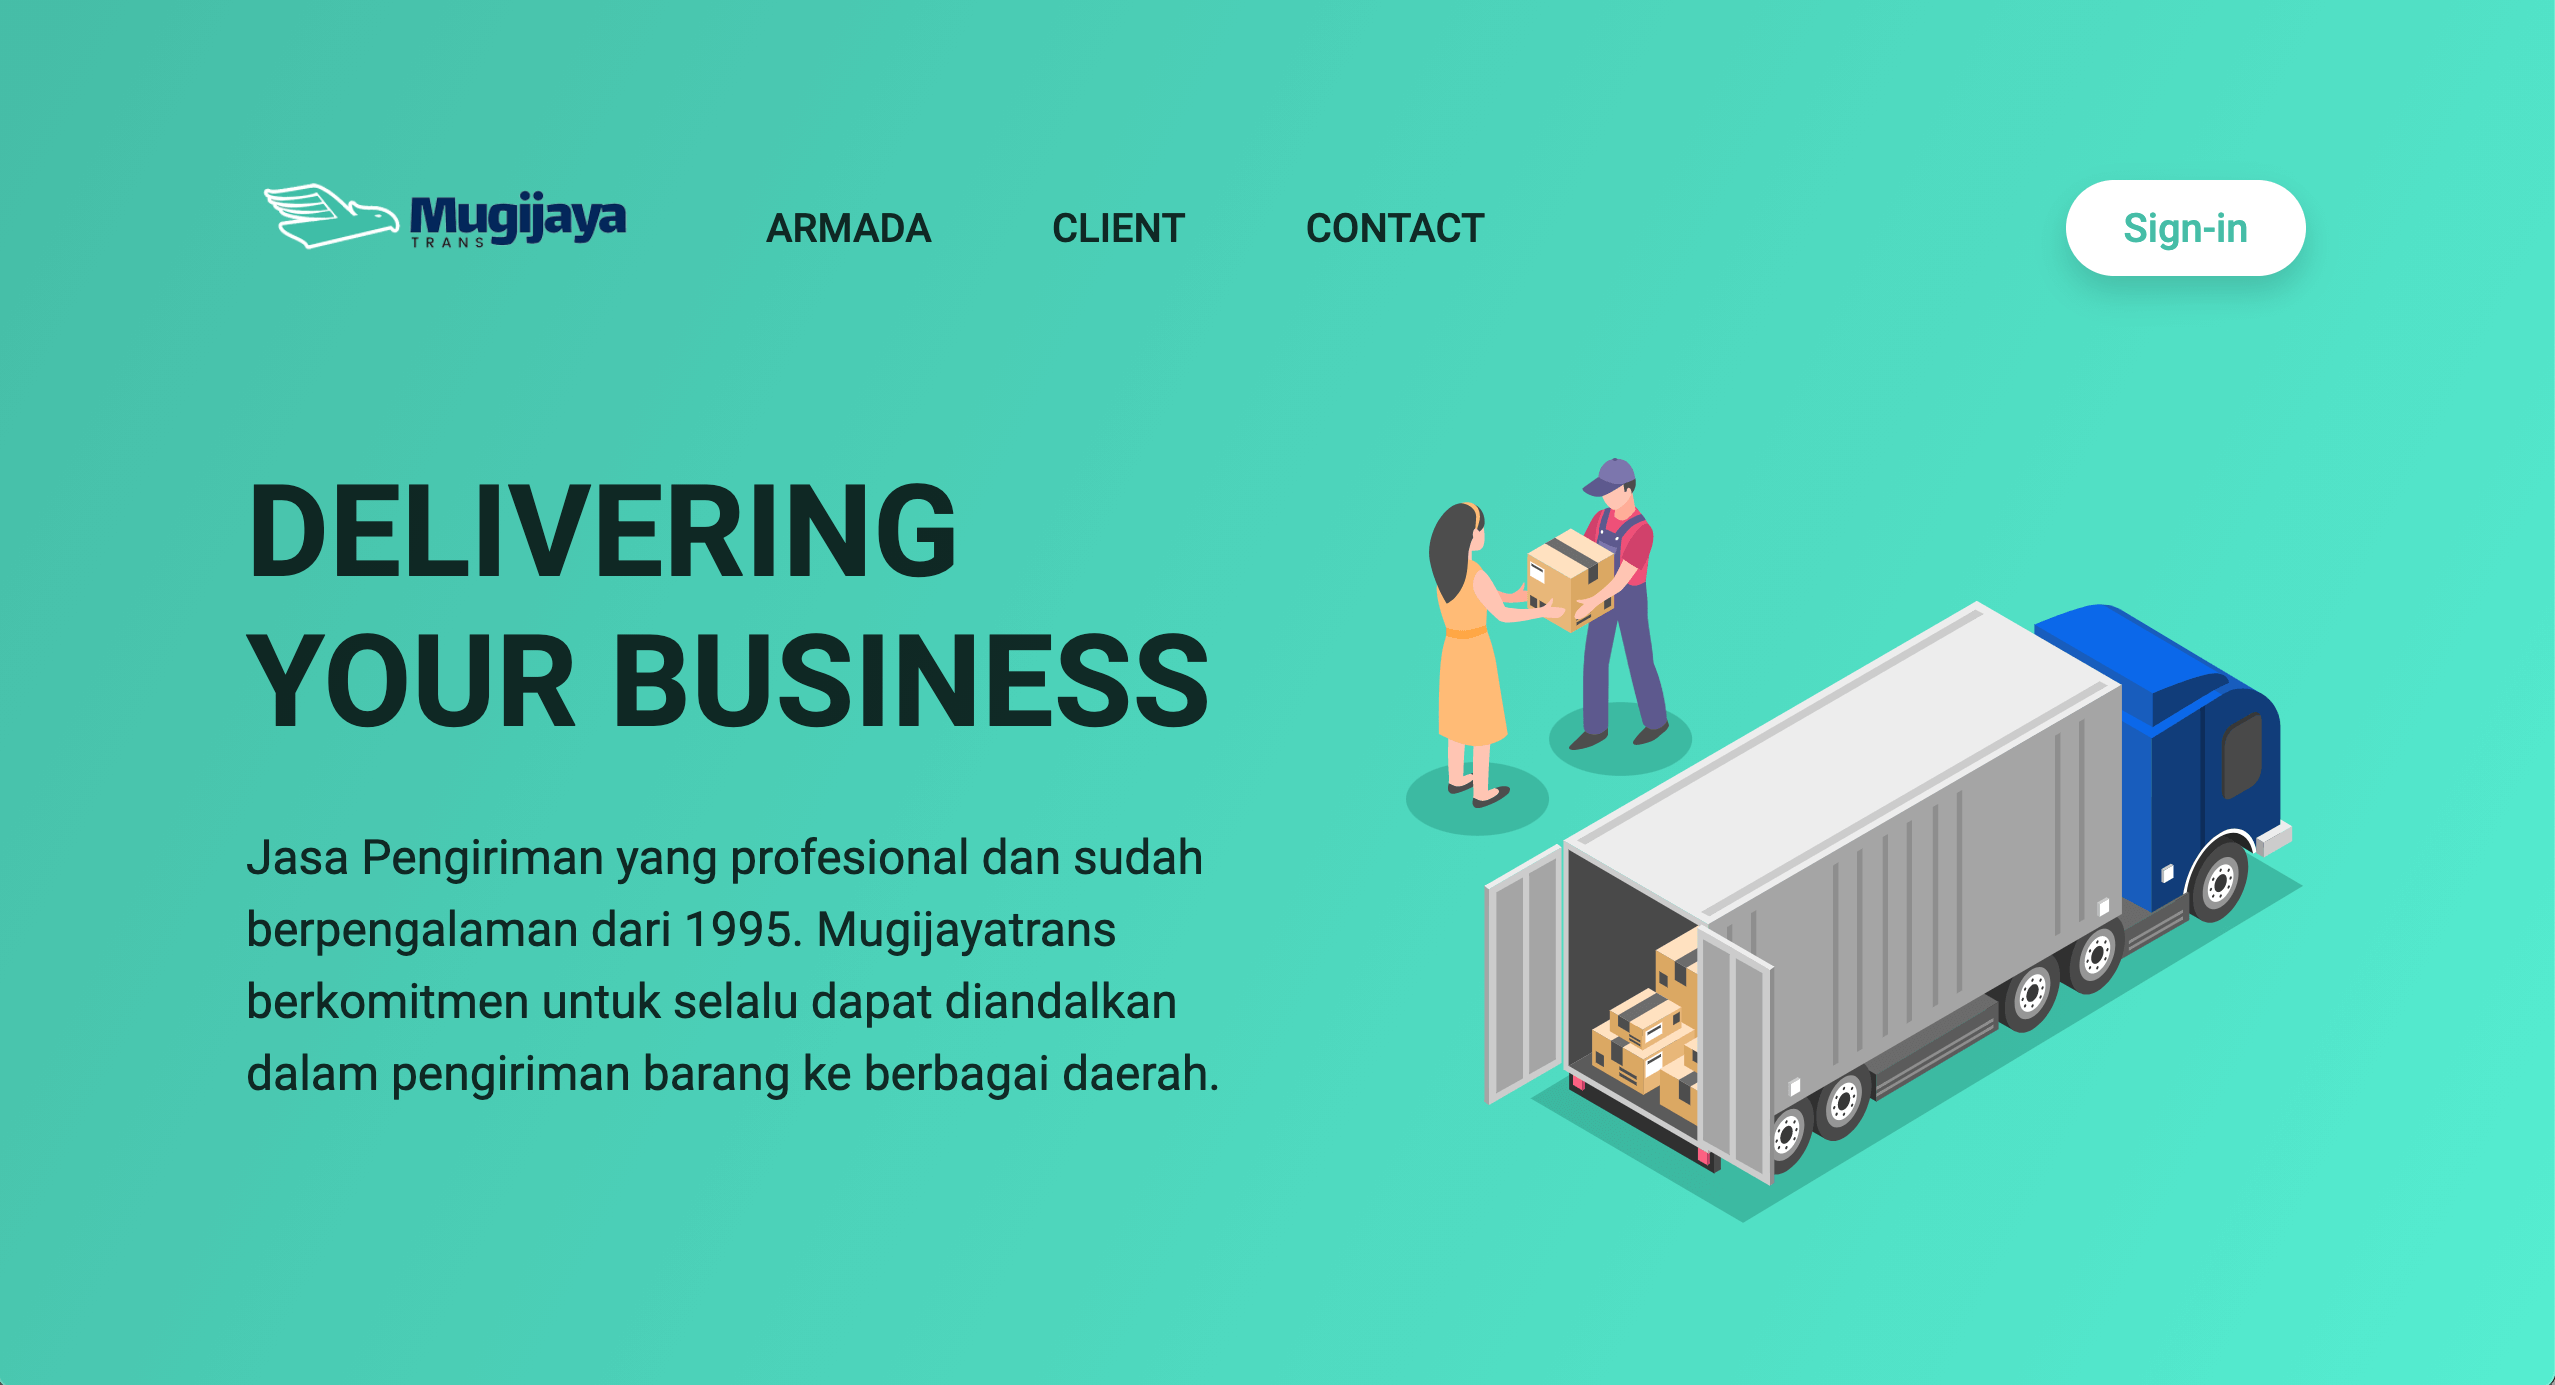 Mugijaya
TRANS
ARMADA
CLIENT
CONTACT
Sign-in
DELIVERING
YOUR BUSINESS
Jasa Pengiriman yang profesional dan sudah
berpengalaman dari 1995. Mugijayatrans
berkomitmen untuk selalu dapat diandalkan
dalam pengiriman barang ke berbagai daerah.